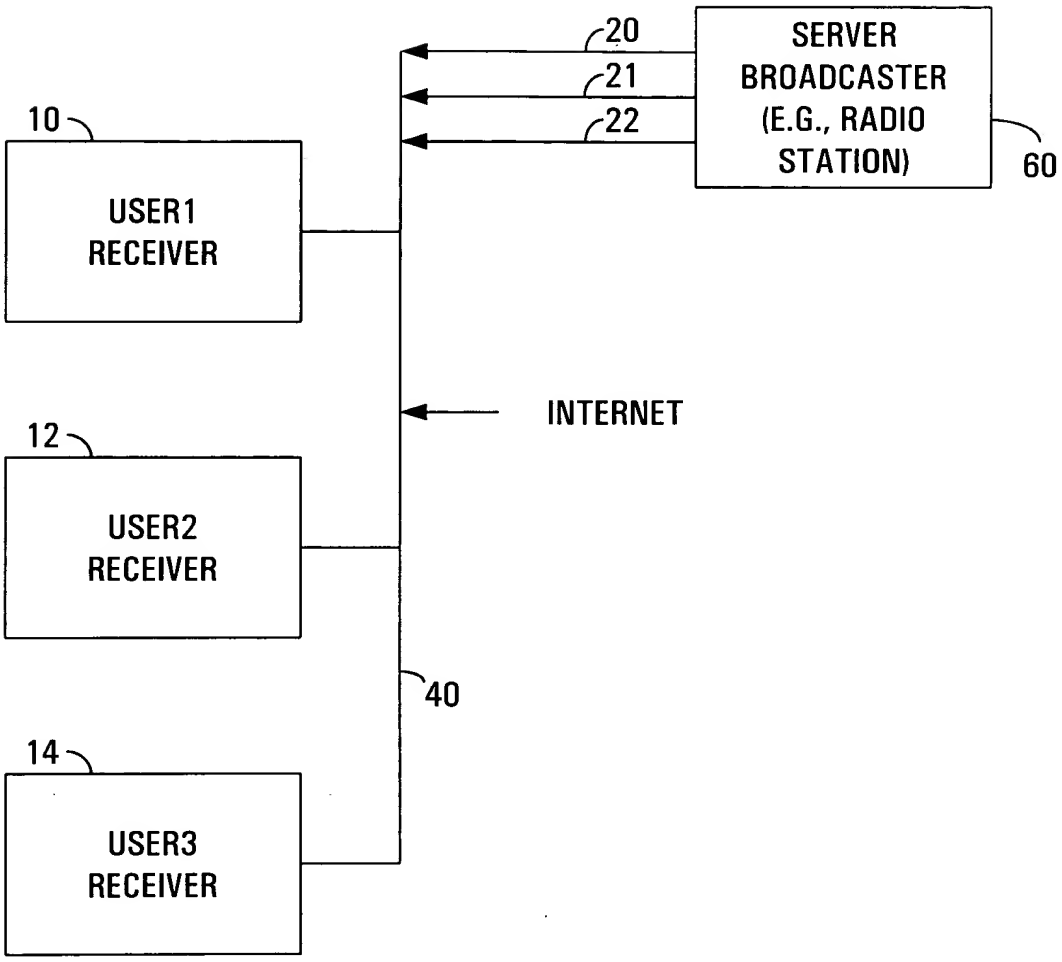 20
21
22
SERVER
BROADCASTER
(E.G., RADIO
STATION)
60
10
USER1
RECEIVER
INTERNET
12
USER2
RECEIVER
40
14
USER3
RECEIVER